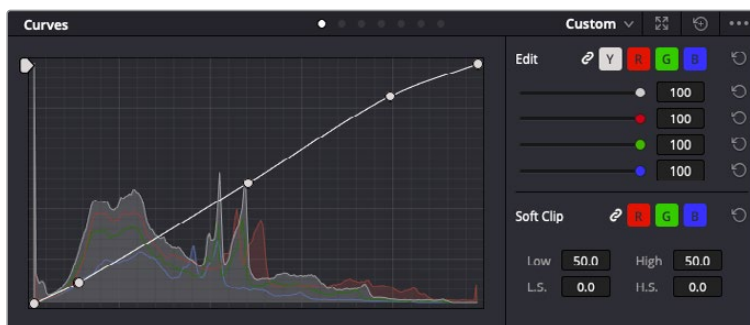 Curves
Custom
Edit Y R G B
100
100
100
100
Soft Clip R G B
Low 50.0 High 50.0
L.S. 0.0 H.S. 0.0